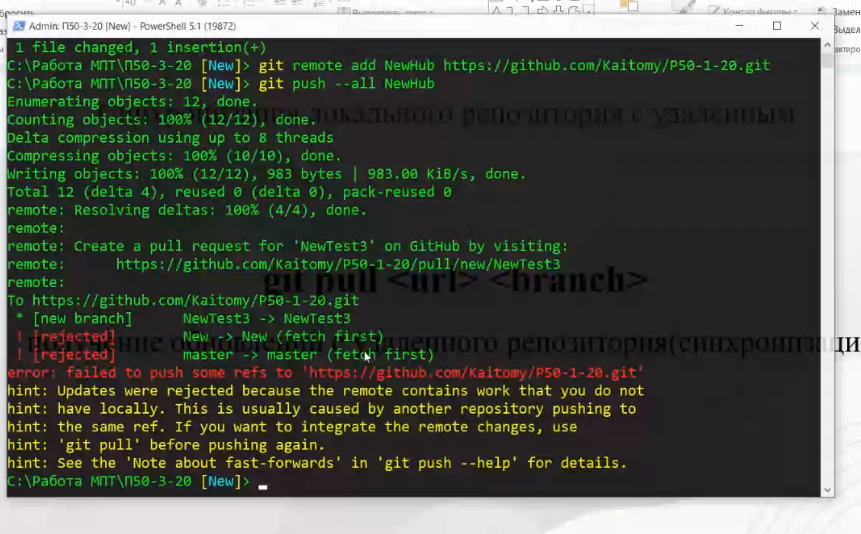 Admin: П50-3-20 [New] - PowerShell 5.1 (19872)
1 file changed, 1 insertion(+)
C:\Работа МПТ\П50-3-20 [New]> git remote add NewHub https://github.com/Kaitomy/P50-1-20.git
C:\Работа МПТ\П50-3-20 [New]> git push --all NewHub
Enumerating objects: 12, done.
Counting objects: 100% (12/12), done.
локального репозитория с удаленным
Delta compression using up to 8 threads
Compressing objects: 100% (10/10), done.
Writing objects: 100% (12/12), 983 bytes | 983.00 KiB/s, done.
Total 12 (delta 4), reused 0 (delta 0), pack-reused 0
remote: Resolving deltas: 100% (4/4), done.
remote:
remote: Create a pull request for 'NewTest3' on GitHub by visiting:
remote: https://github.com/Kaitomy/P50-1-20/pull/new/NewTest3
remote:
git pull <url> <branch>
To https://github.com/Kaitomy/P50-1-20.git
* [new branch] NewTest3 -> NewTest3
! [rejected] New -> New (fetch first)
! [rejected] master -> master (fetch first)
получение репозитория
error: failed to push some refs to 'https://github.com/Kaitomy/P50-1-20.git'
hint: Updates were rejected because the remote contains work that you do not
hint: have locally. This is usually caused by another repository pushing to
hint: the same ref. If you want to integrate the remote changes, use
hint: 'git pull' before pushing again.
hint: See the 'Note about fast-forwards' in 'git push --help' for details.
C:\Работа МПТ\П50-3-20 [New]>